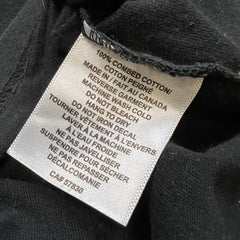 100% COMBED COTTON/
COTON PEIGNÉ
MADE IN / FAIT AU CANADA
REVERSE GARMENT
MACHINE WASH COLD
HANG TO DRY
DO NOT BLEACH
DO NOT IRON DECAL
TOURNER VÊTEMENT À L'ENVERS
LAVER À LA MACHINE
À L'EAU FROIDE
SUSPENDRE POUR SÉCHER
NE PAS JAVELLISER
NE PAS REPASSER
DÉCALCOMANIE
CA# 57830